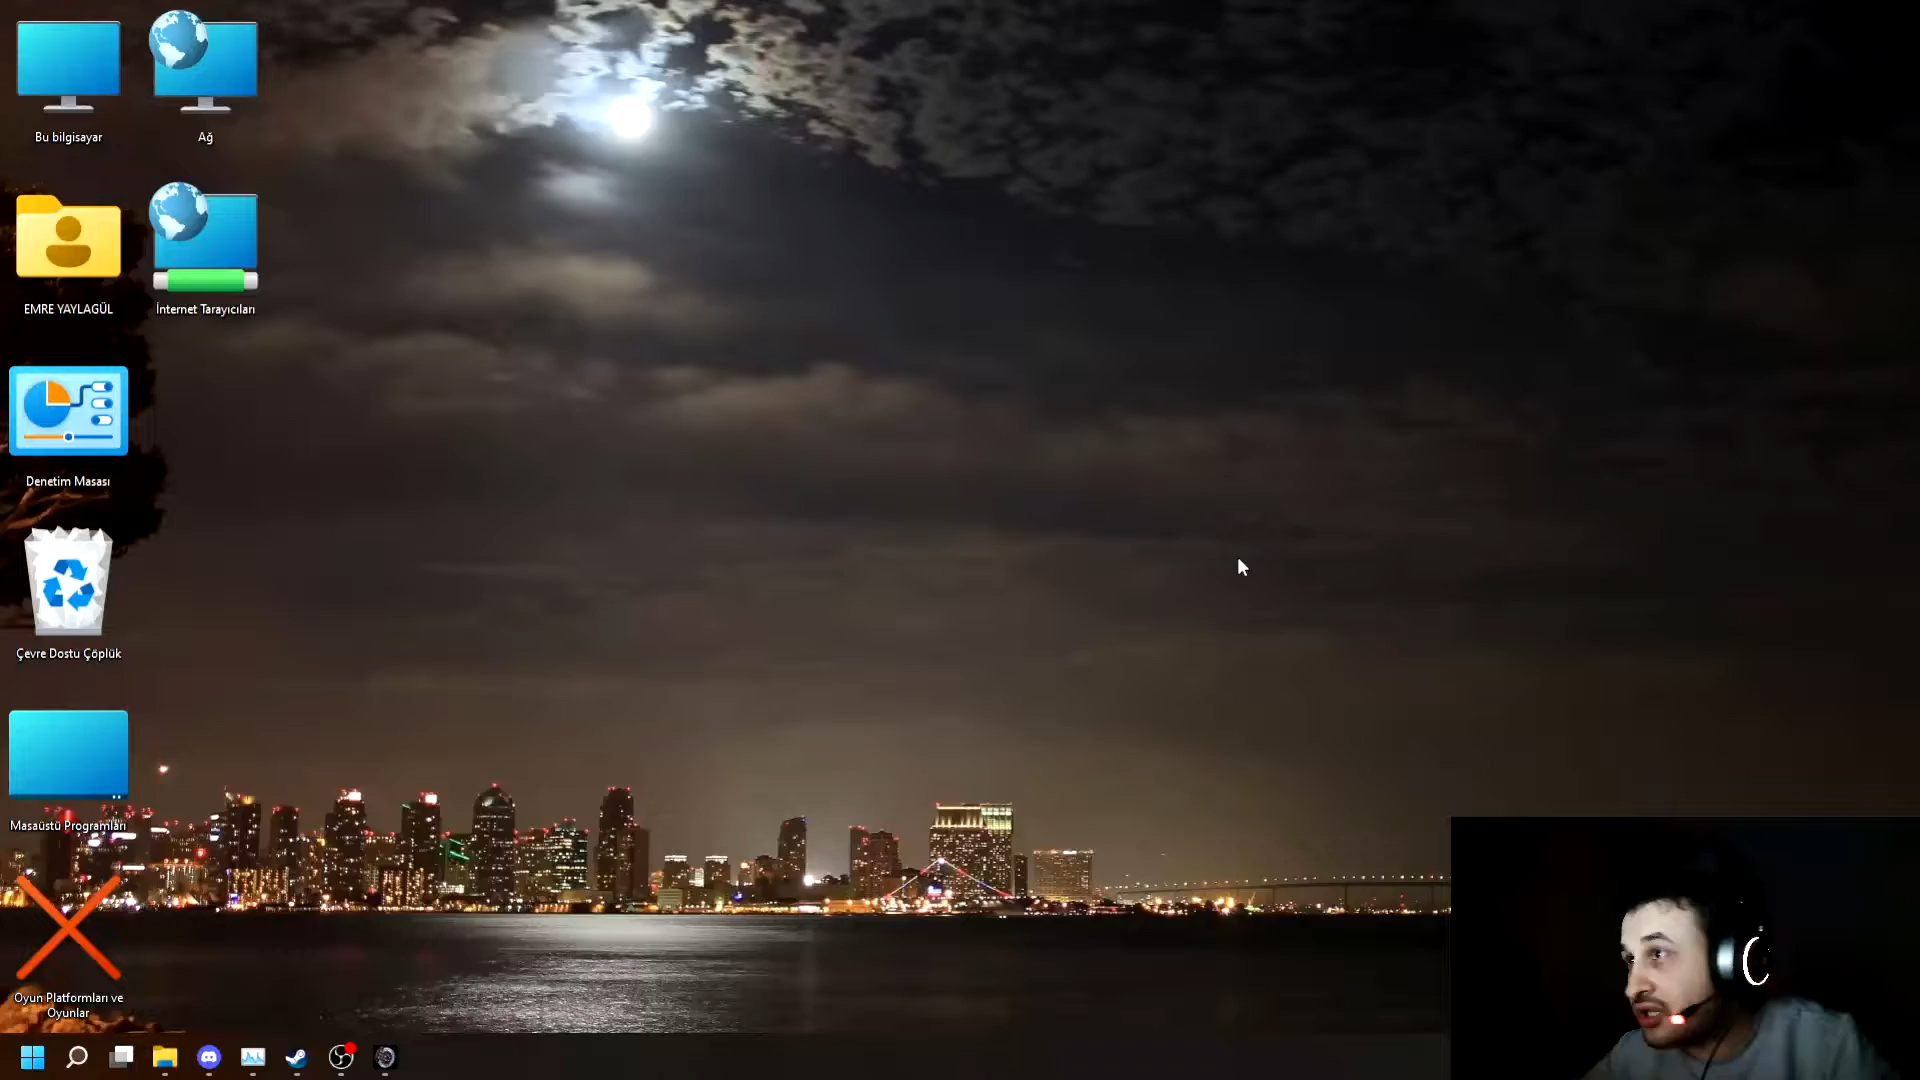 Bu bilgisayar
Ağ
EMRE YAYLAGÜL
İnternet Tarayıcıları
Denetim Masası
Çevre Dostu Çöplük
Masaüstü Programları
Oyun Platformları ve
Oyunlar